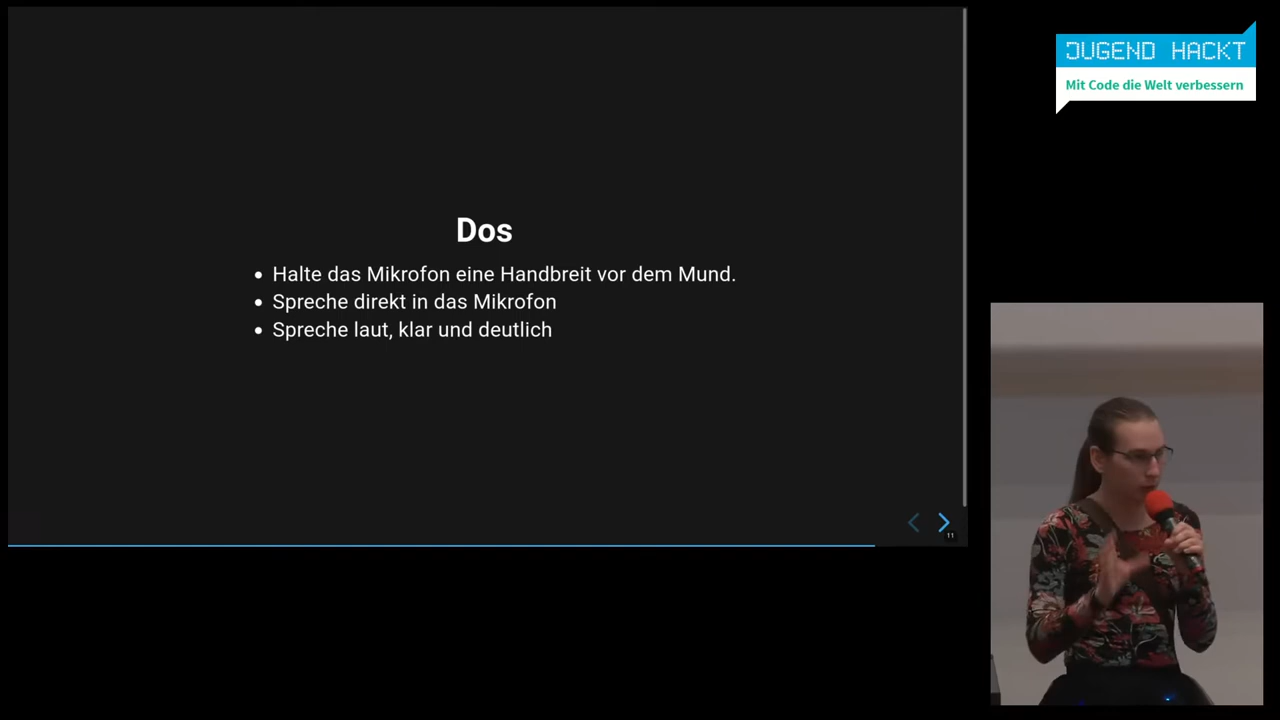 JUGEND HACKT
Mit Code die Welt verbessern
Dos
Halte das Mikrofon eine Handbreit vor dem Mund.
Spreche direkt in das Mikrofon
Spreche laut, klar und deutlich
11